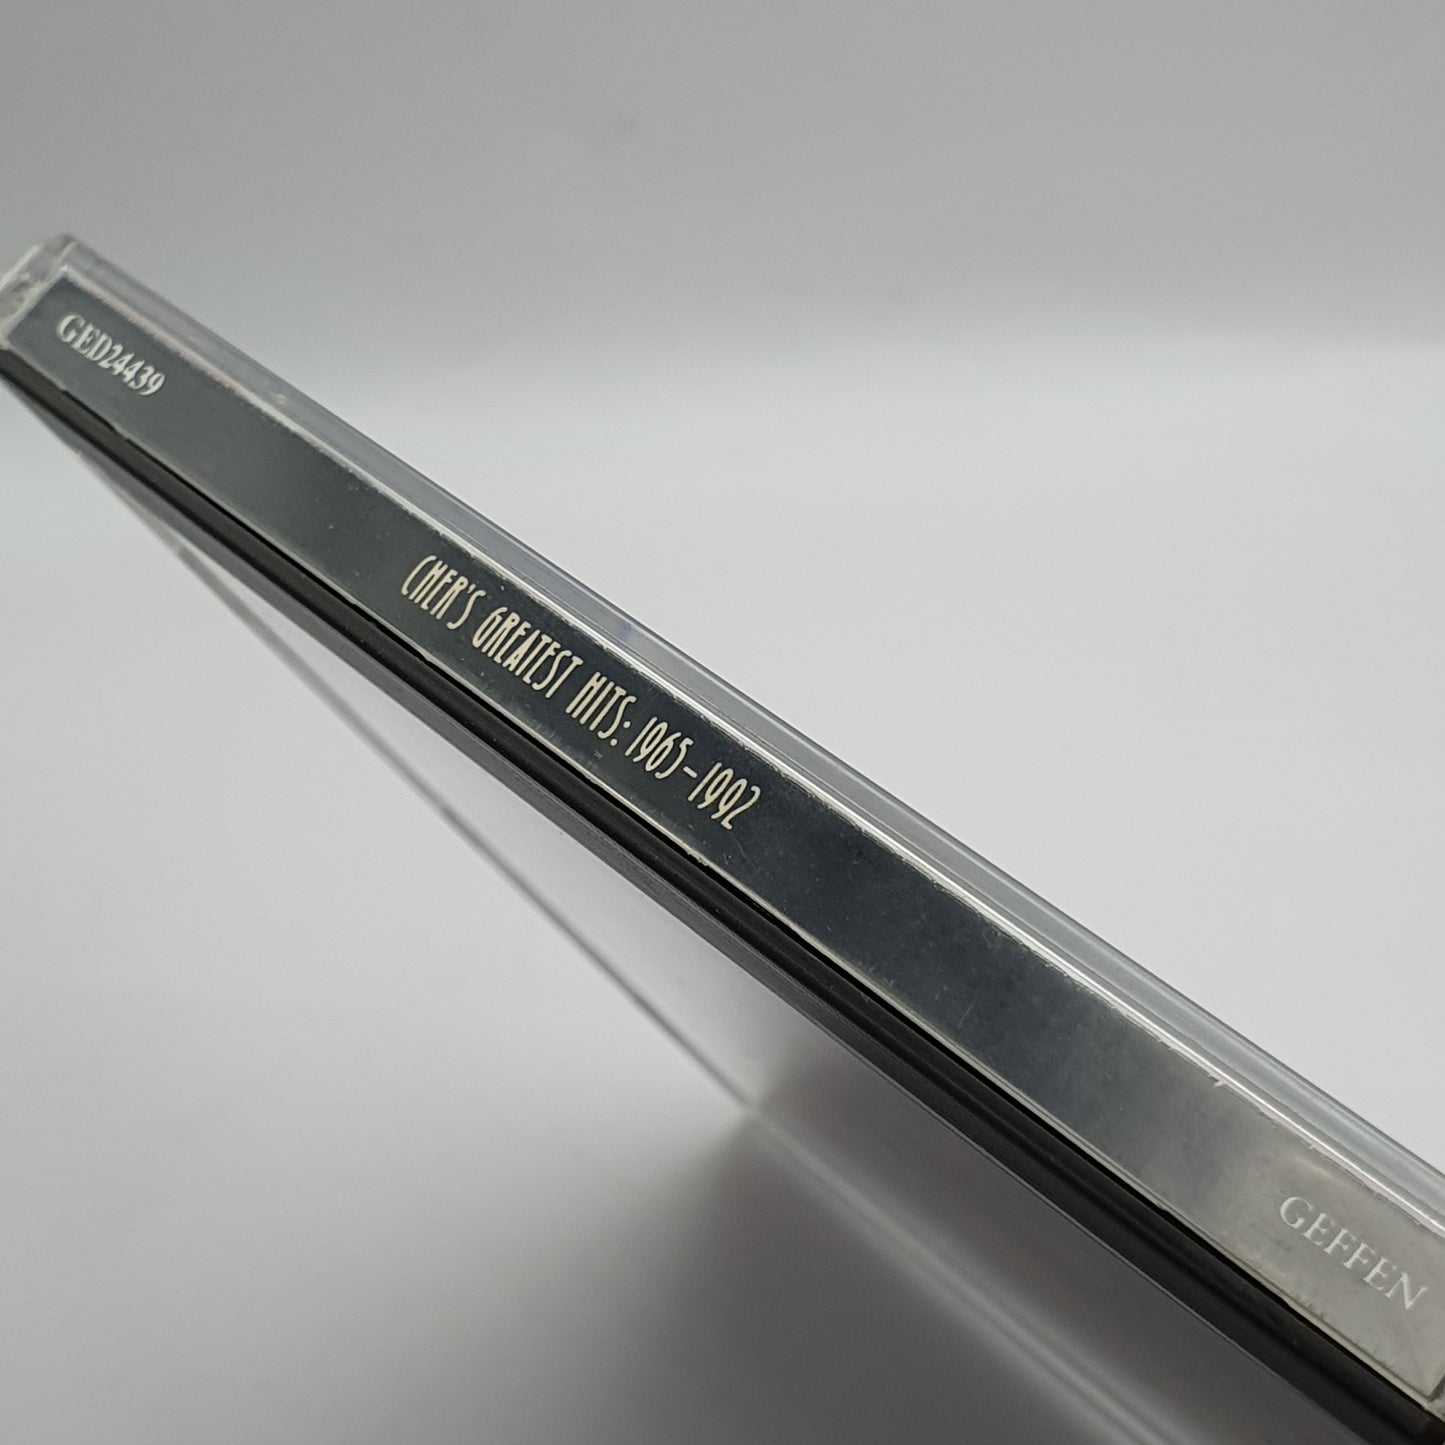 GED24439
CHER'S GREATEST HITS: 1965-1992
GEFFEN